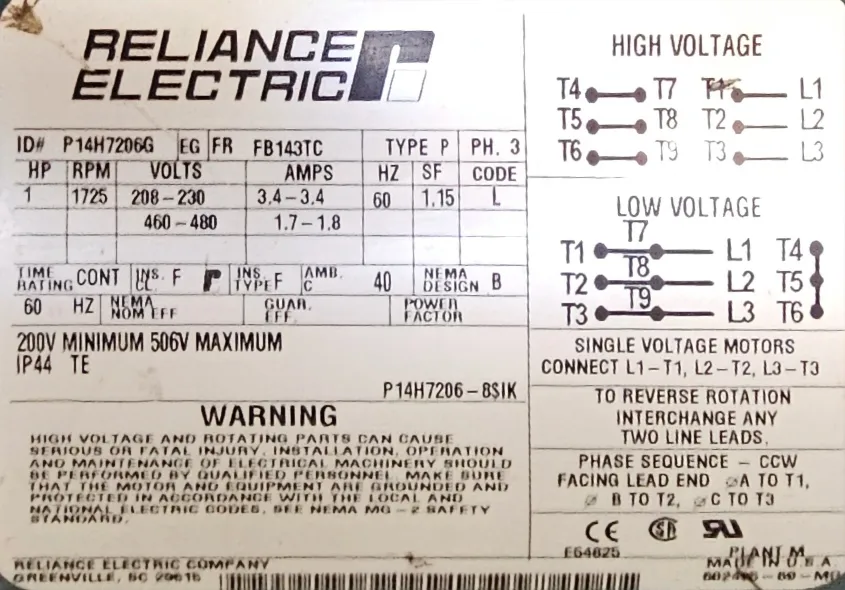 RELIANCE
ELECTRIC
ID# P14H7206G EG FR FB143TC TYPE P PH. 3
HP RPM VOLTS AMPS HZ SF CODE
1 1725 208-230 3.4-3.4 60 1.15 L
460-480 1.7-1.8
TIME RATING CONT INS. CL. F INS. TYPE F AMB. C 40 NEMA DESIGN B
60 HZ NEMA NOM EFF GUAR. EFF. POWER FACTOR
200V MINIMUM 506V MAXIMUM
IP44 TE
P14H7206-8SIK
WARNING
HIGH VOLTAGE AND ROTATING PARTS CAN CAUSE
SERIOUS OR FATAL INJURY. INSTALLATION, OPERATION
AND MAINTENANCE OF ELECTRICAL MACHINERY SHOULD
BE PERFORMED BY QUALIFIED PERSONNEL. MAKE SURE
THAT THE MOTOR AND EQUIPMENT ARE GROUNDED AND
PROTECTED IN ACCORDANCE WITH THE LOCAL AND
NATIONAL ELECTRIC CODES. SEE NEMA MG-2 SAFETY
STANDARD.
RELIANCE ELECTRIC COMPANY
GREENVILLE, SC 29615
HIGH VOLTAGE
T4 T7 T1 L1
T5 T8 T2 L2
T6 T9 T3 L3
LOW VOLTAGE
T1 T7 L1 T4
T2 T8 L2 T5
T3 T9 L3 T6
SINGLE VOLTAGE MOTORS
CONNECT L1-T1, L2-T2, L3-T3
TO REVERSE ROTATION
INTERCHANGE ANY
TWO LINE LEADS.
PHASE SEQUENCE - CCW
FACING LEAD END ØA TO T1,
Ø B TO T2, ØC TO T3
CE SA UR
E64825
PLANT M
MADE IN U.S.A